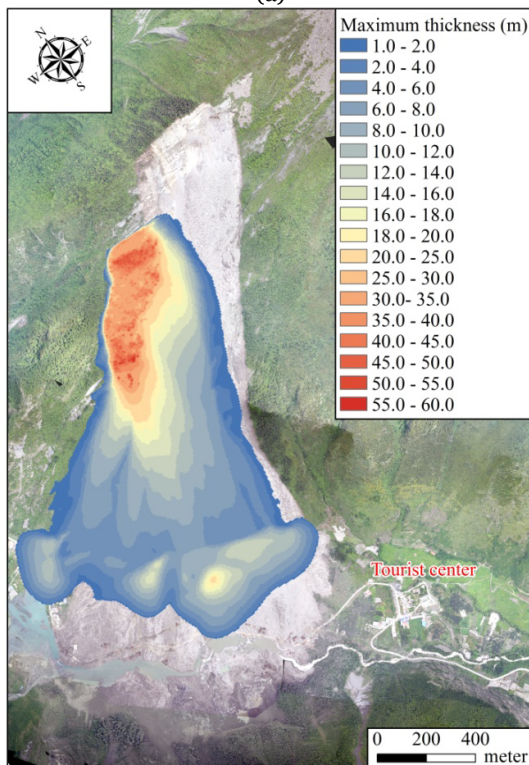 (a)
N
E
W
S
Maximum thickness (m)
1.0 - 2.0
2.0 - 4.0
4.0 - 6.0
6.0 - 8.0
8.0 - 10.0
10.0 - 12.0
12.0 - 14.0
14.0 - 16.0
16.0 - 18.0
18.0 - 20.0
20.0 - 25.0
25.0 - 30.0
30.0- 35.0
35.0 - 40.0
40.0 - 45.0
45.0 - 50.0
50.0 - 55.0
55.0 - 60.0
Tourist center
0 200 400
meter